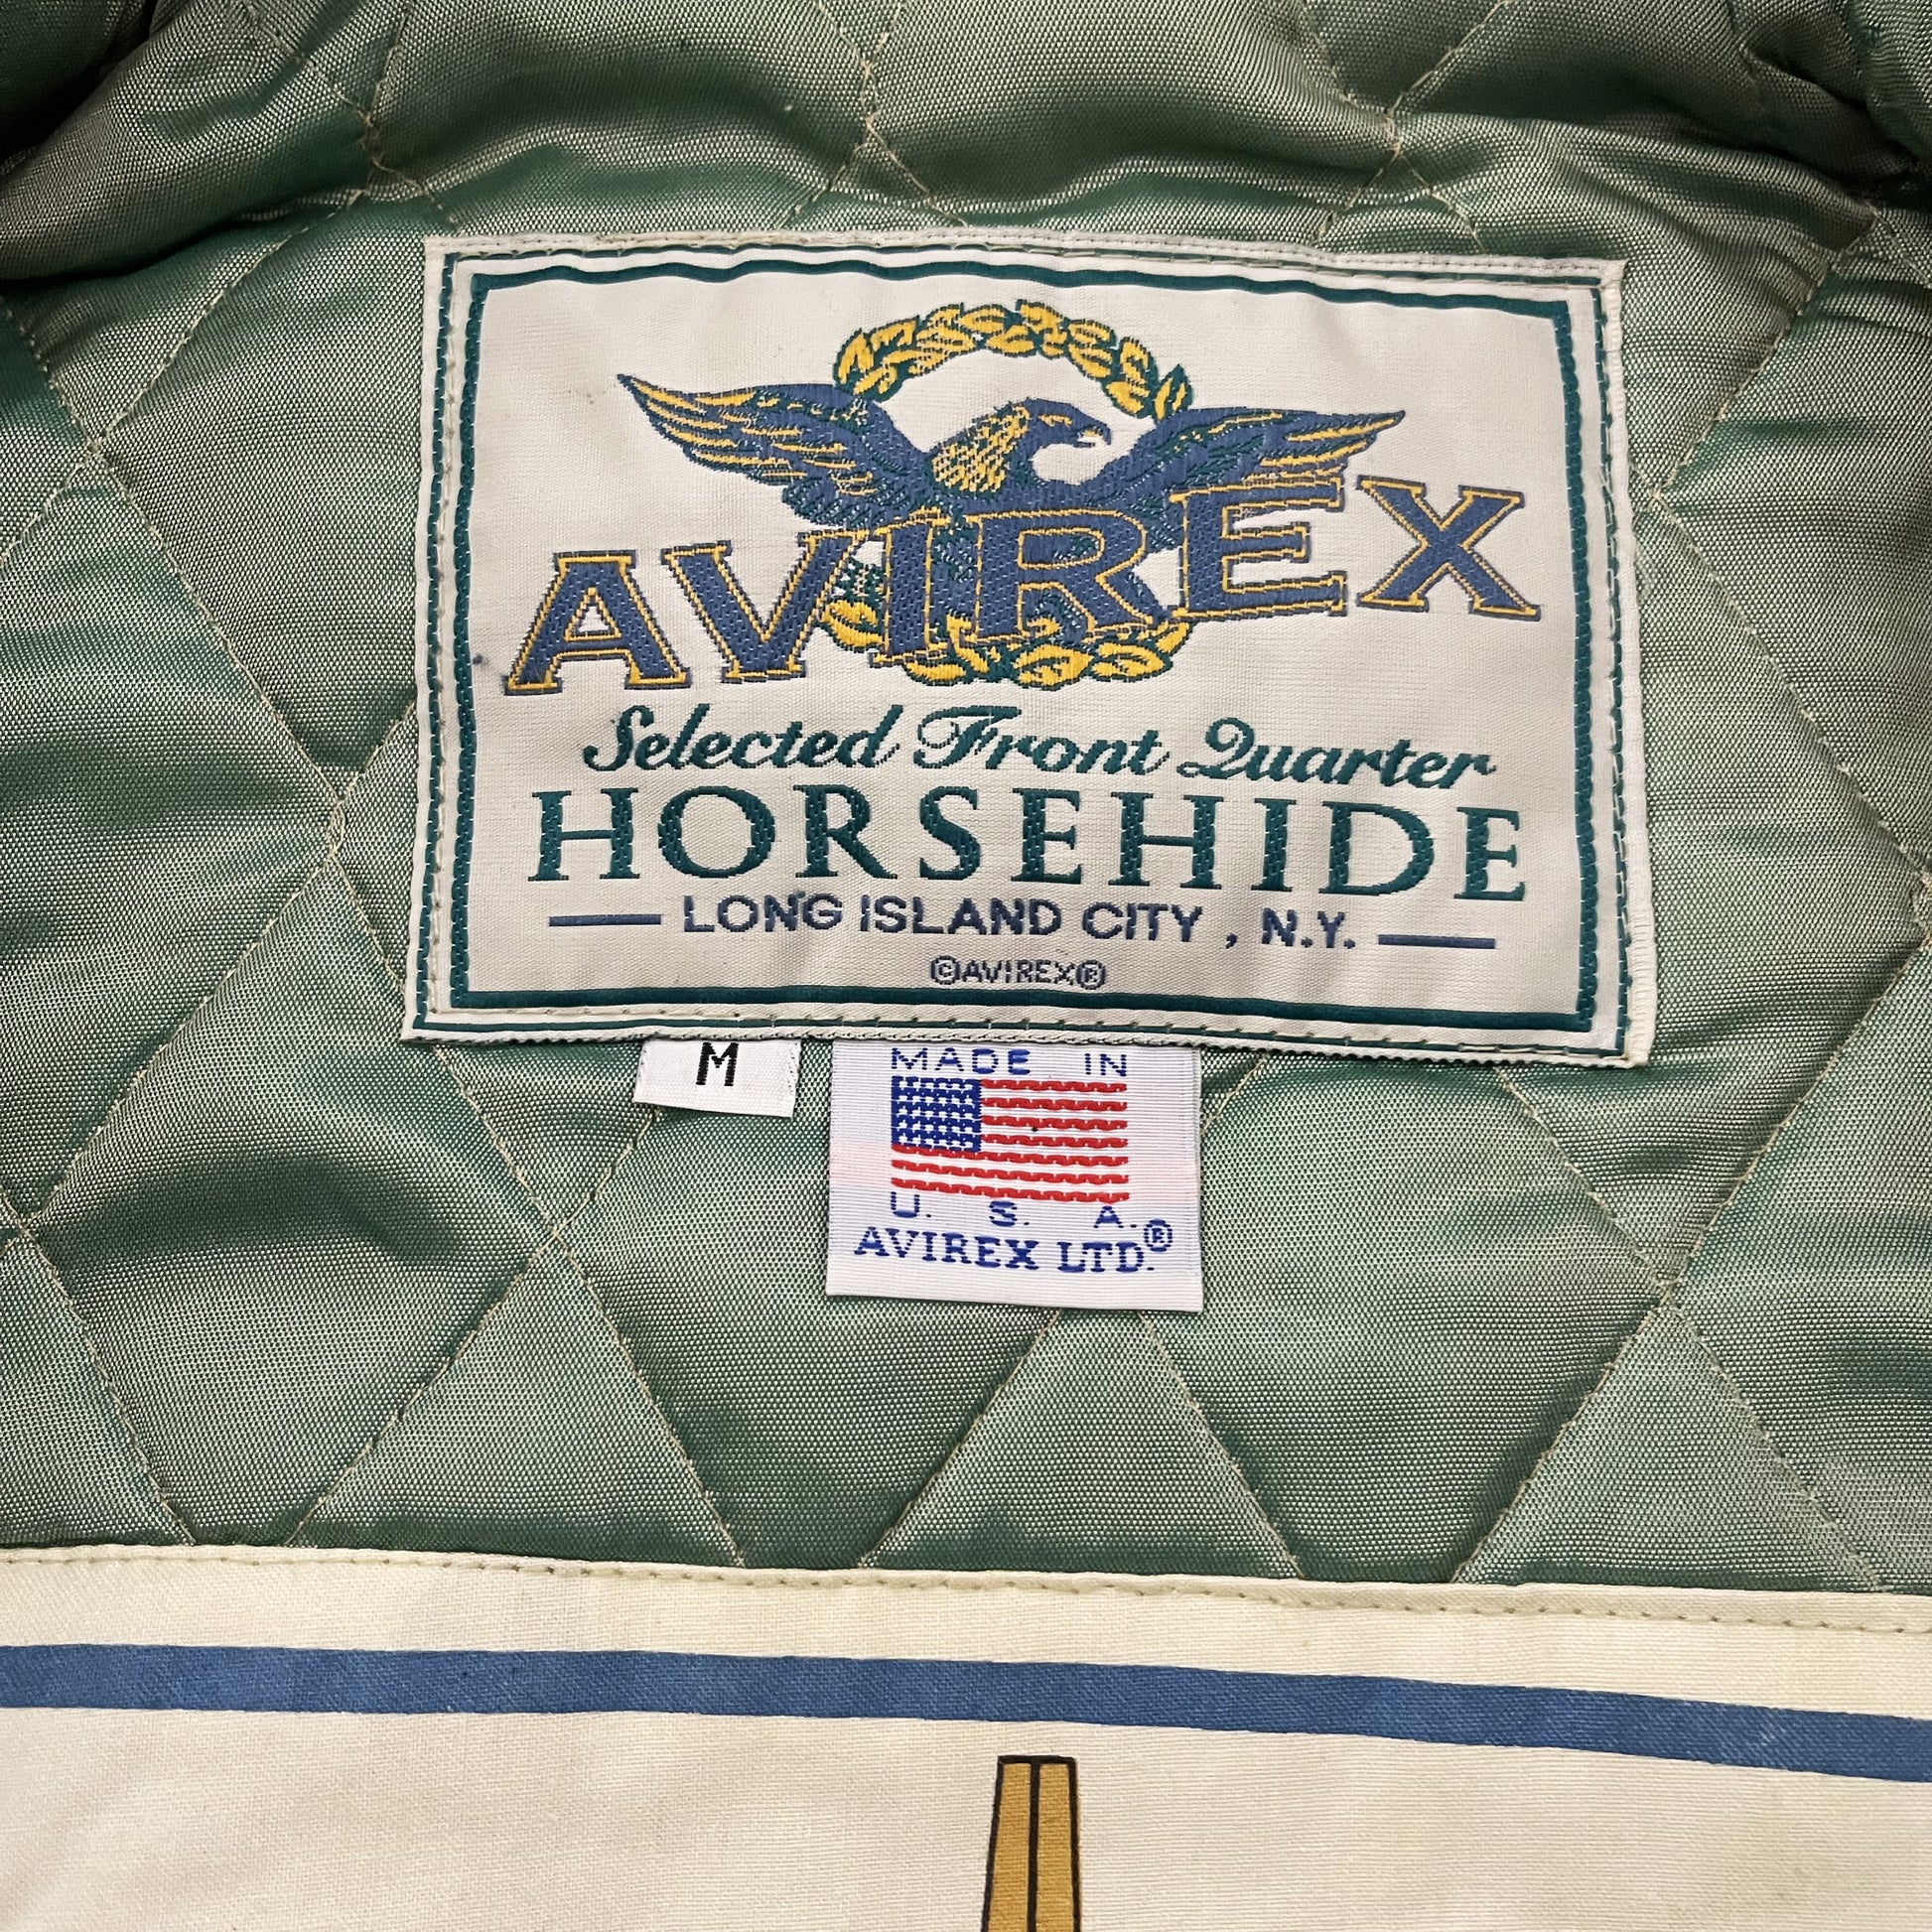 AVIREX
Selected Front Quarter
HORSEHIDE
LONG ISLAND CITY , N.Y.
©AVIREX®
M
MADE IN
U. S. A.
AVIREX LTD.®